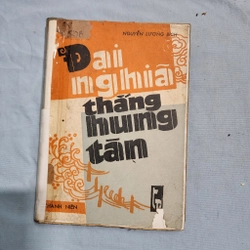 NGUYỄN LƯƠNG BÍCH
Đại
nghĩa
thắng
hung
tàn
THANH NIÊN